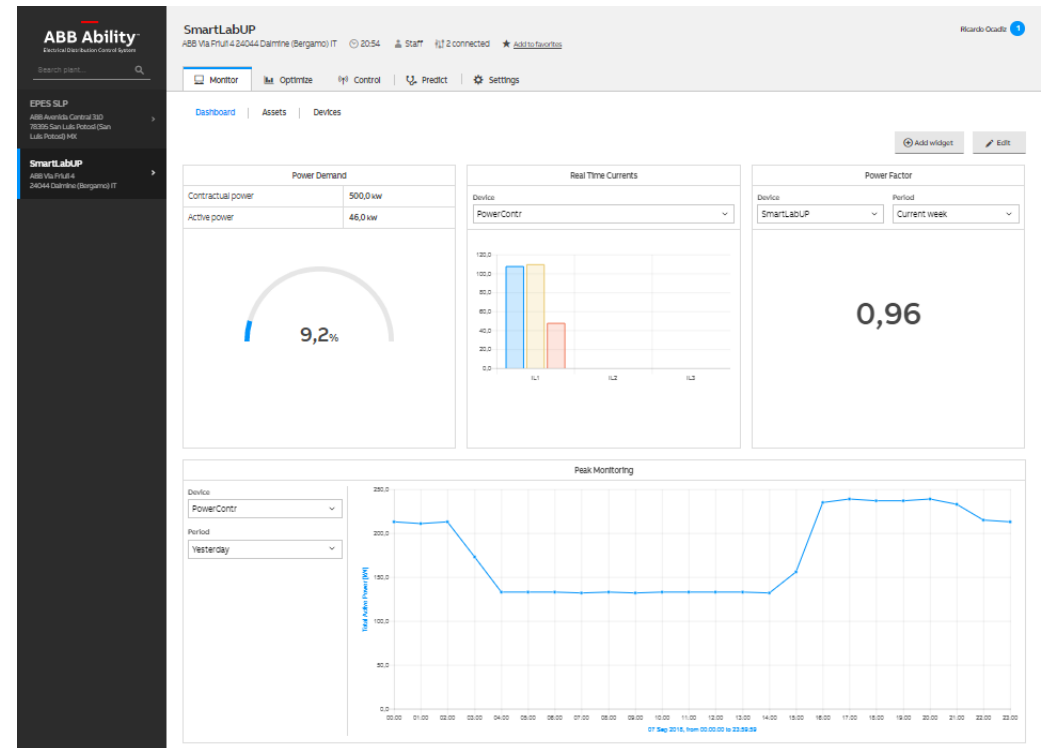 ABB Ability™
Electrical Distribution Control System
Search plant...
EPES SLP
ABB Avenida Central 310
78395 San Luis Potosí (San
Luis Potosí) MX
SmartLabUP
ABB Via Friuli 4
24044 Dalmine (Bergamo) IT
SmartLabUP
ABB Via Friuli 4 24044 Dalmine (Bergamo) IT 20:54 Staff 2 connected Add to favorites
Ricardo Ocadiz 1
Monitor Optimize Control Predict Settings
Dashboard Assets Devices
Add widget Edit
Power Demand
Contractual power 500,0 kW
Active power 46,0 kW
9,2%
Real Time Currents
Device
PowerContr
120,0
100,0
80,0
60,0
40,0
20,0
0,0
IL1 IL2 IL3
Power Factor
Device Period
SmartLabUP Current week
0,96
Peak Monitoring
Device
PowerContr
Period
Yesterday
Total Active Power [kW]
250,0
200,0
150,0
100,0
50,0
0,0
00.00 01.00 02.00 03.00 04.00 05.00 06.00 07.00 08.00 09.00 10.00 11.00 12.00 13.00 14.00 15.00 16.00 17.00 18.00 19.00 20.00 21.00 22.00 23.00
07 Sep 2018, from 00:00:00 to 23:59:59